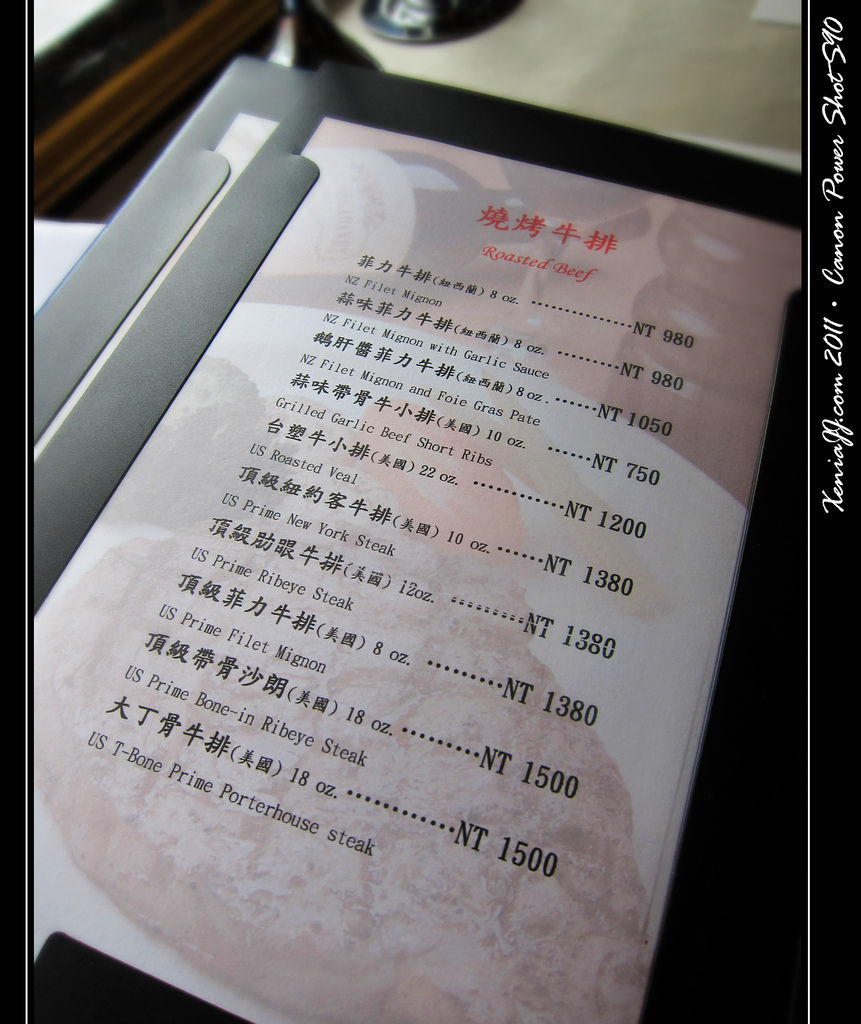 燒烤牛排
Roasted Beef
菲力牛排(紐西蘭) 8 oz. ················NT 980
NZ Filet Mignon
蒜味菲力牛排(紐西蘭) 8 oz. ··········NT 980
NZ Filet Mignon with Garlic Sauce
鵝肝醬菲力牛排(紐西蘭) 8 oz. ······NT 1050
NZ Filet Mignon and Foie Gras Pate
蒜味帶骨牛小排(美國) 10 oz. ······NT 750
Grilled Garlic Beef Short Ribs
台塑牛小排(美國) 22 oz. ············NT 1200
US Roasted Veal
頂級紐約客牛排(美國) 10 oz. ······NT 1380
US Prime New York Steak
頂級肋眼牛排(美國) 12oz. ·········NT 1380
US Prime Ribeye Steak
頂級菲力牛排(美國) 8 oz. ·········NT 1380
US Prime Filet Mignon
頂級帶骨沙朗(美國) 18 oz. ·········NT 1500
US Prime Bone-in Ribeye Steak
大丁骨牛排(美國) 18 oz. ············NT 1500
US T-Bone Prime Porterhouse steak
XeniaJJ.com 2011 · Canon Power Shot S90